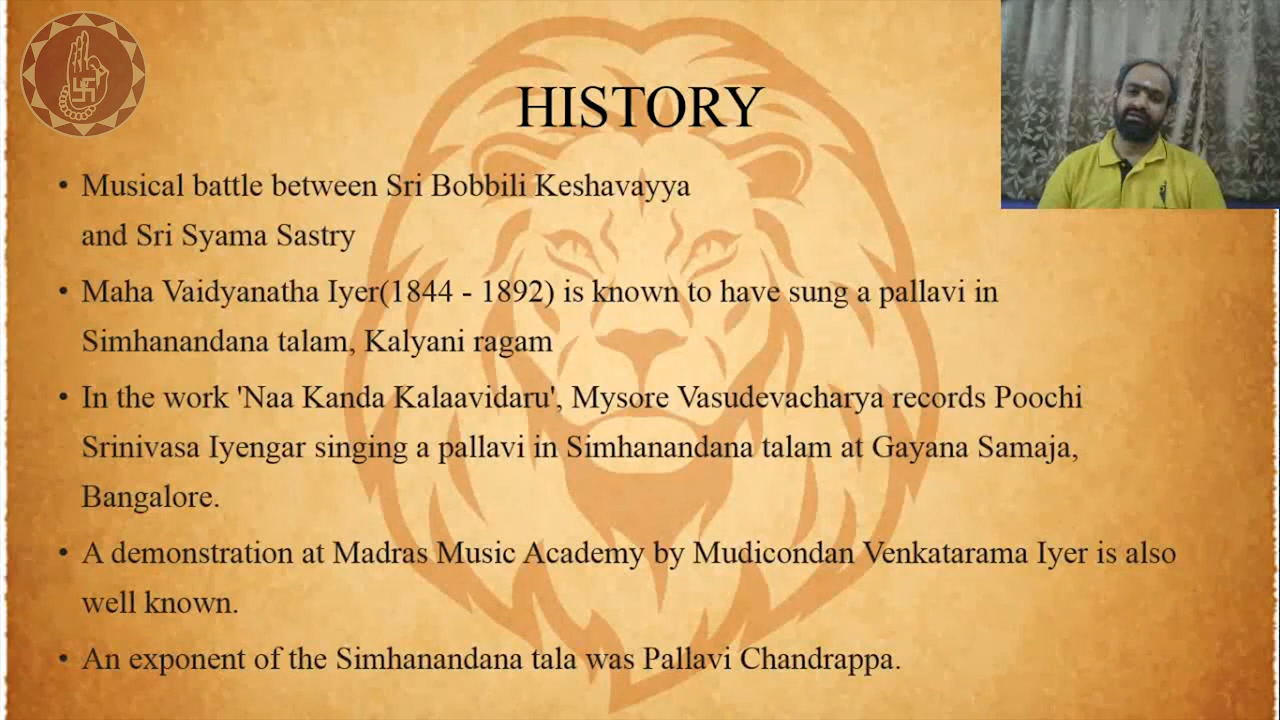 HISTORY
• Musical battle between Sri Bobbili Keshavayya
and Sri Syama Sastry
• Maha Vaidyanatha Iyer(1844 - 1892) is known to have sung a pallavi in
Simhanandana talam, Kalyani ragam
• In the work 'Naa Kanda Kalaavidaru', Mysore Vasudevacharya records Poochi
Srinivasa Iyengar singing a pallavi in Simhanandana talam at Gayana Samaja,
Bangalore.
• A demonstration at Madras Music Academy by Mudicondan Venkatarama Iyer is also
well known.
• An exponent of the Simhanandana tala was Pallavi Chandrappa.